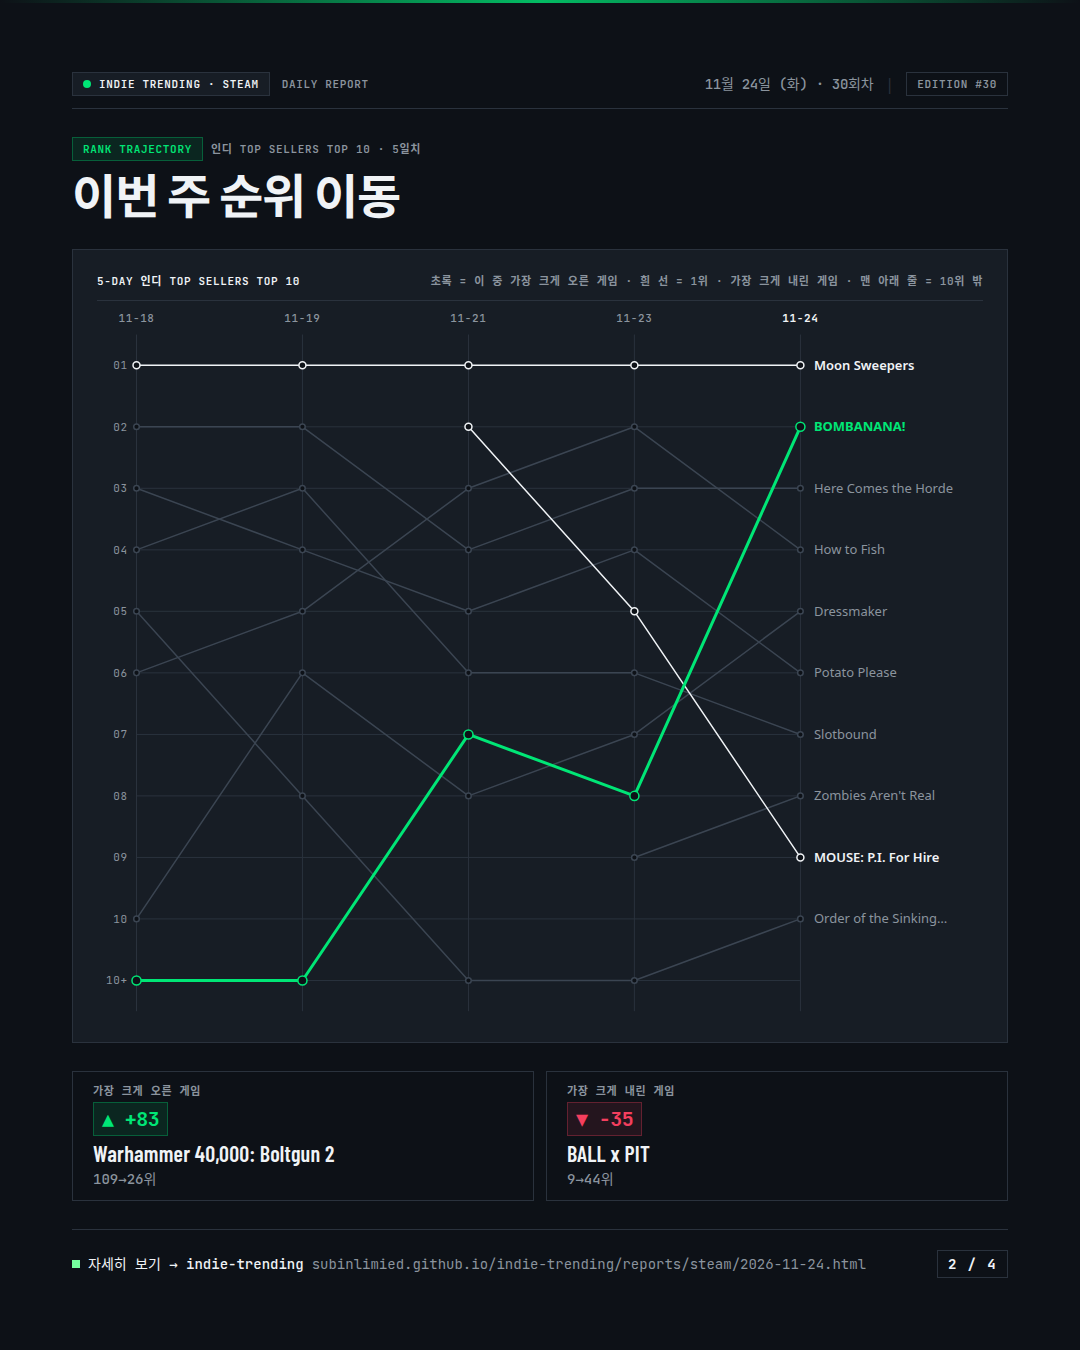 INDIE TRENDING · STEAM DAILY REPORT 11월 24일 (화) · 30회차 | EDITION #30
RANK TRAJECTORY 인디 TOP SELLERS TOP 10 · 5일치
이번 주 순위 이동
5-DAY 인디 TOP SELLERS TOP 10 초록 = 이 중 가장 크게 오른 게임 · 흰 선 = 1위 · 가장 크게 내린 게임 · 맨 아래 줄 = 10위 밖
11-18 11-19 11-21 11-23 11-24
01 Moon Sweepers
02 BOMBANANA!
03 Here Comes the Horde
04 How to Fish
05 Dressmaker
06 Potato Please
07 Slotbound
08 Zombies Aren't Real
09 MOUSE: P.I. For Hire
10 Order of the Sinking…
10+
가장 크게 오른 게임
▲ +83
Warhammer 40,000: Boltgun 2
109→26위
가장 크게 내린 게임
▼ -35
BALL x PIT
9→44위
자세히 보기 → indie-trending subinlimied.github.io/indie-trending/reports/steam/2026-11-24.html 2 / 4